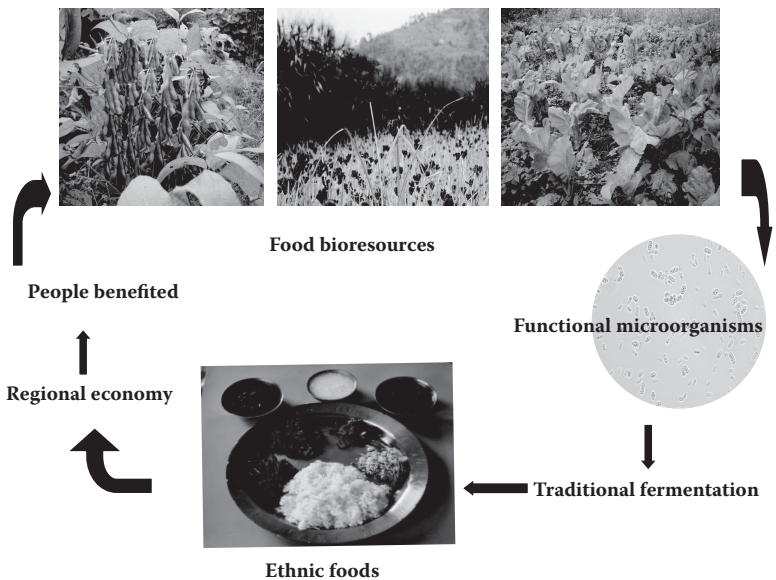 Food bioresources
People benefited
Functional microorganisms
Regional economy
Traditional fermentation
Ethnic foods